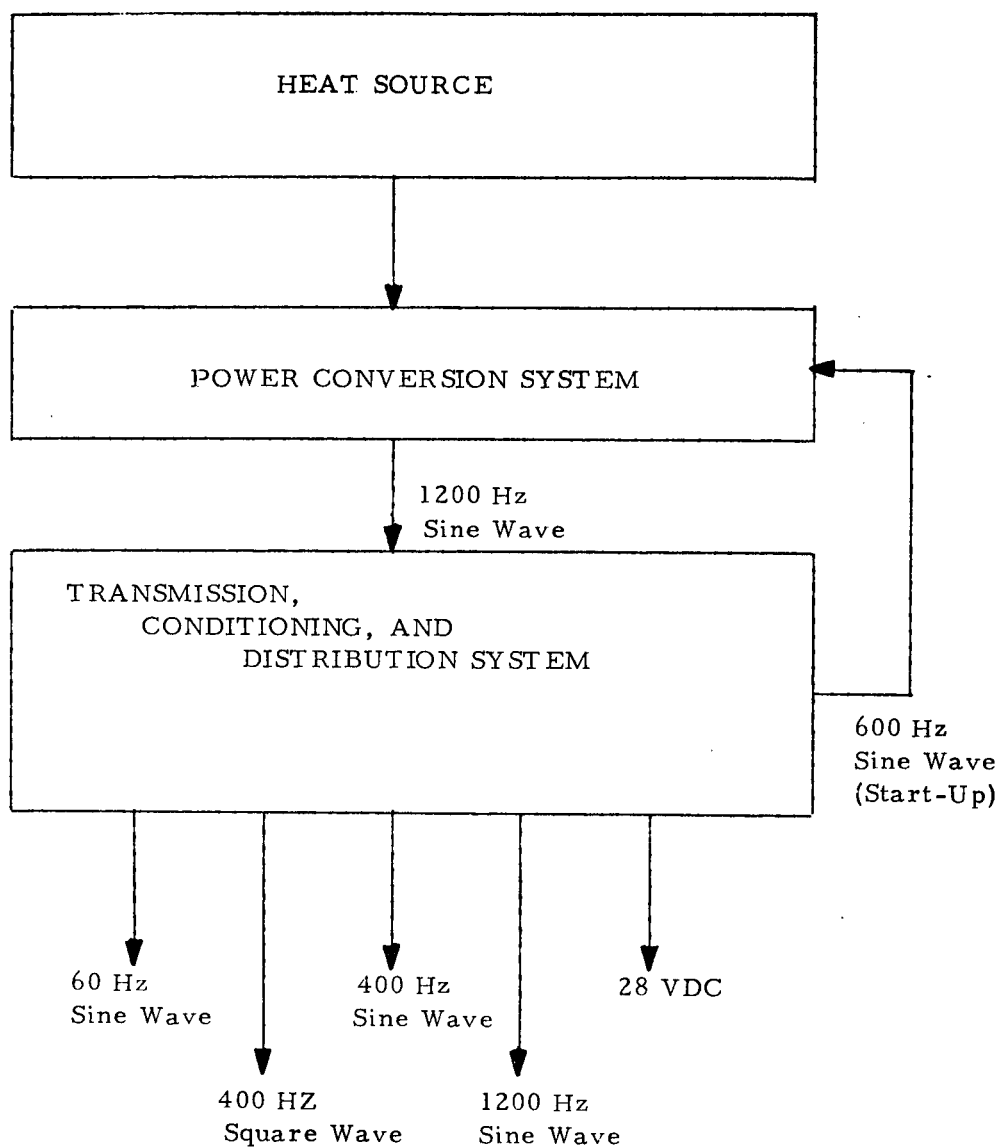 HEAT SOURCE
POWER CONVERSION SYSTEM
1200 Hz
Sine Wave
TRANSMISSION,
CONDITIONING, AND
DISTRIBUTION SYSTEM
600 Hz
Sine Wave
(Start-Up)
60 Hz
Sine Wave
400 Hz
Sine Wave
28 VDC
400 HZ
Square Wave
1200 Hz
Sine Wave